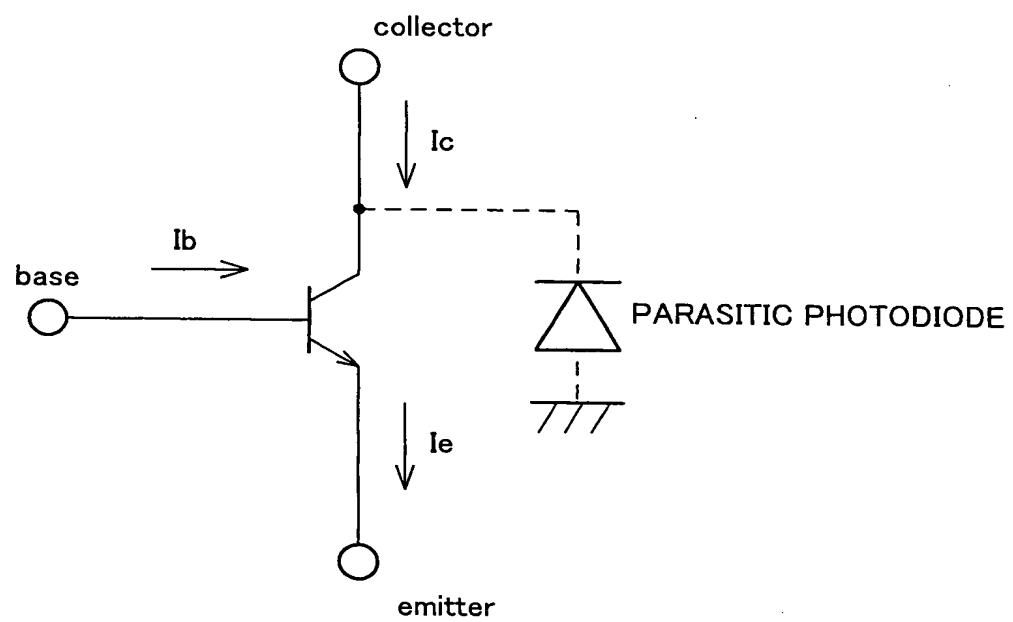 collector
Ic
Ib
base
PARASITIC PHOTODIODE
Ie
emitter